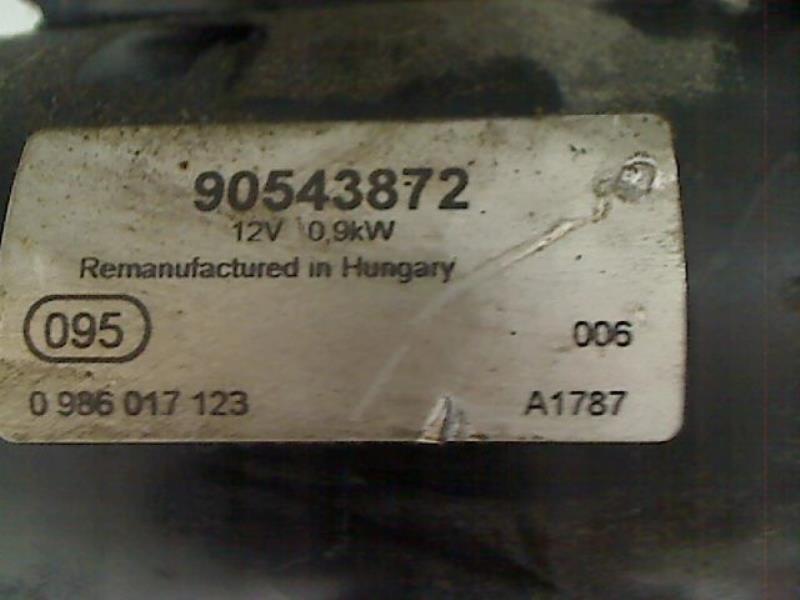 90543872
12V 0,9kW
Remanufactured in Hungary
095 006
0 986 017 123 A1787